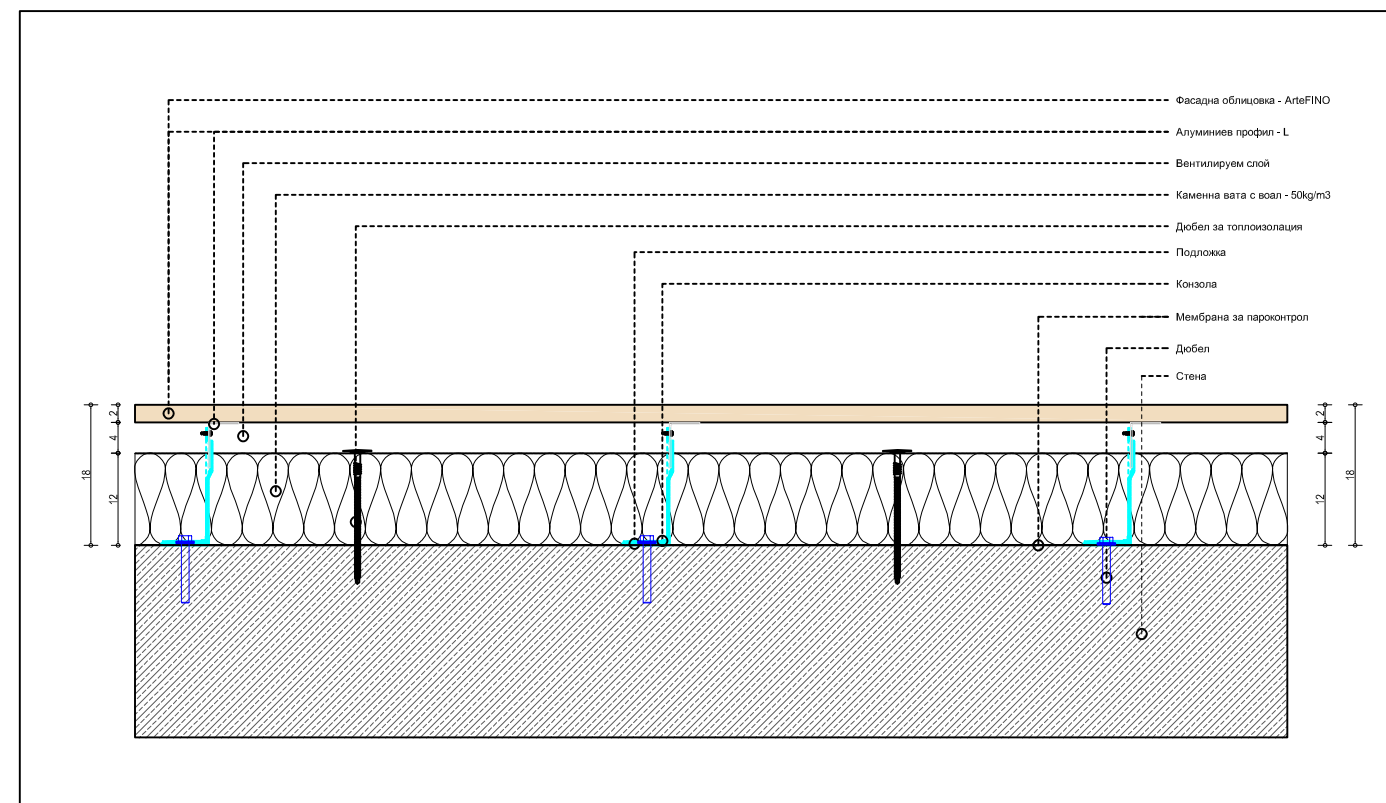 Фасадна облицовка - ArteFINO
Алуминиев профил - L
Вентилируем слой
Каменна вата с воал - 50kg/m3
Дюбел за топлоизолация
Подложка
Конзола
Мембрана за пароконтрол
Дюбел
Стена
2
4
12
18
2
4
12
18